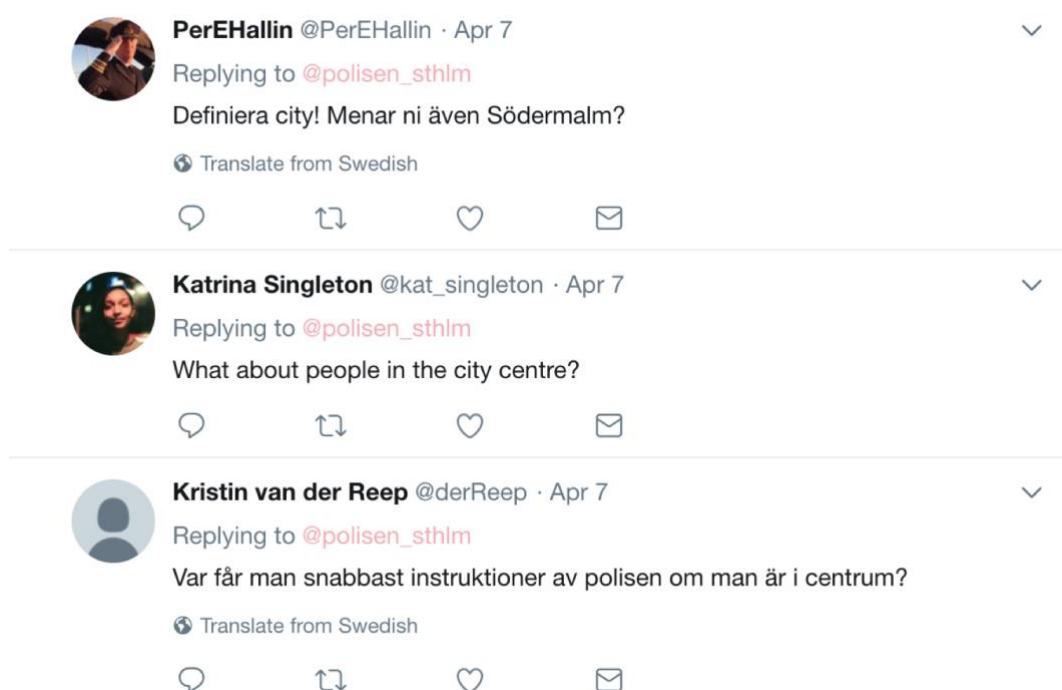 PerEHallin @PerEHallin · Apr 7
Replying to @polisen_sthlm
Definiera city! Menar ni även Södermalm?
Translate from Swedish
Katrina Singleton @kat_singleton · Apr 7
Replying to @polisen_sthlm
What about people in the city centre?
Kristin van der Reep @derReep · Apr 7
Replying to @polisen_sthlm
Var får man snabbast instruktioner av polisen om man är i centrum?
Translate from Swedish